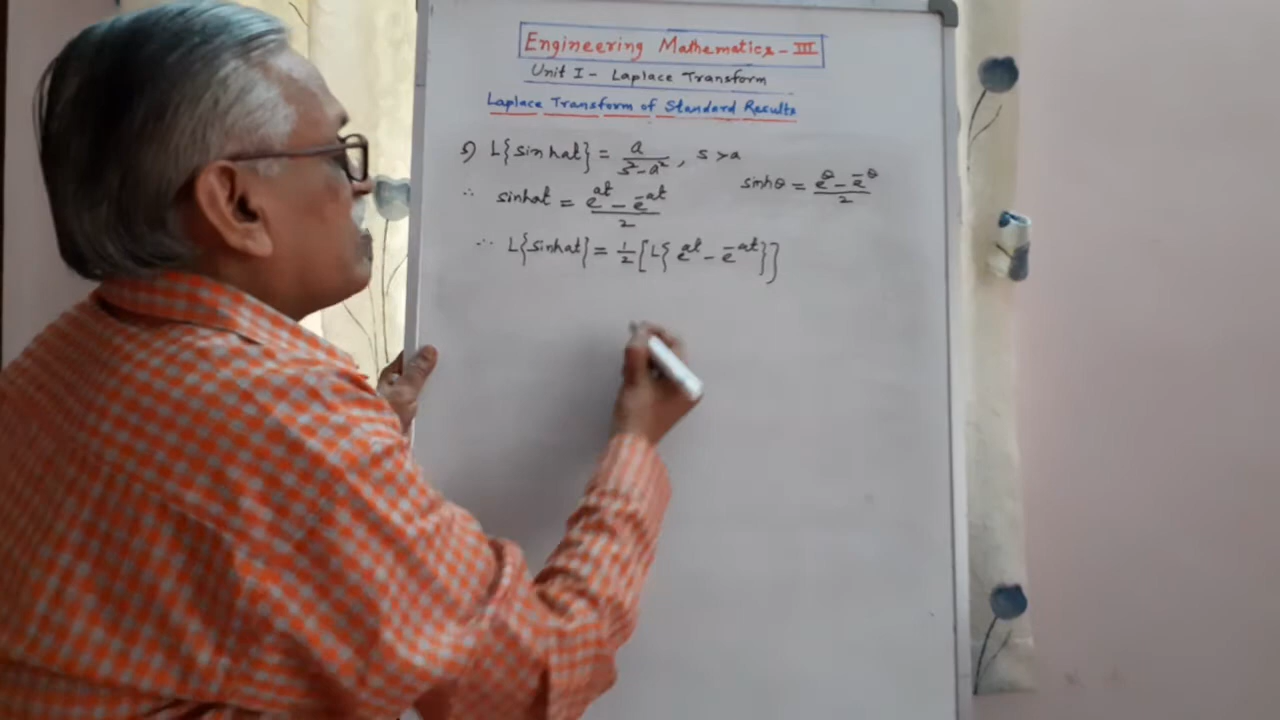 Engineering Mathematics - III
Unit I - Laplace Transform
Laplace Transform of Standard Results
5) L{sinhat} = a / (s² - a²), s > a
sinhθ = (e^θ - e^-θ) / 2
∴ sinhat = (e^at - e^-at) / 2
∴ L{sinhat} = 1/2 [L{e^at - e^-at}]